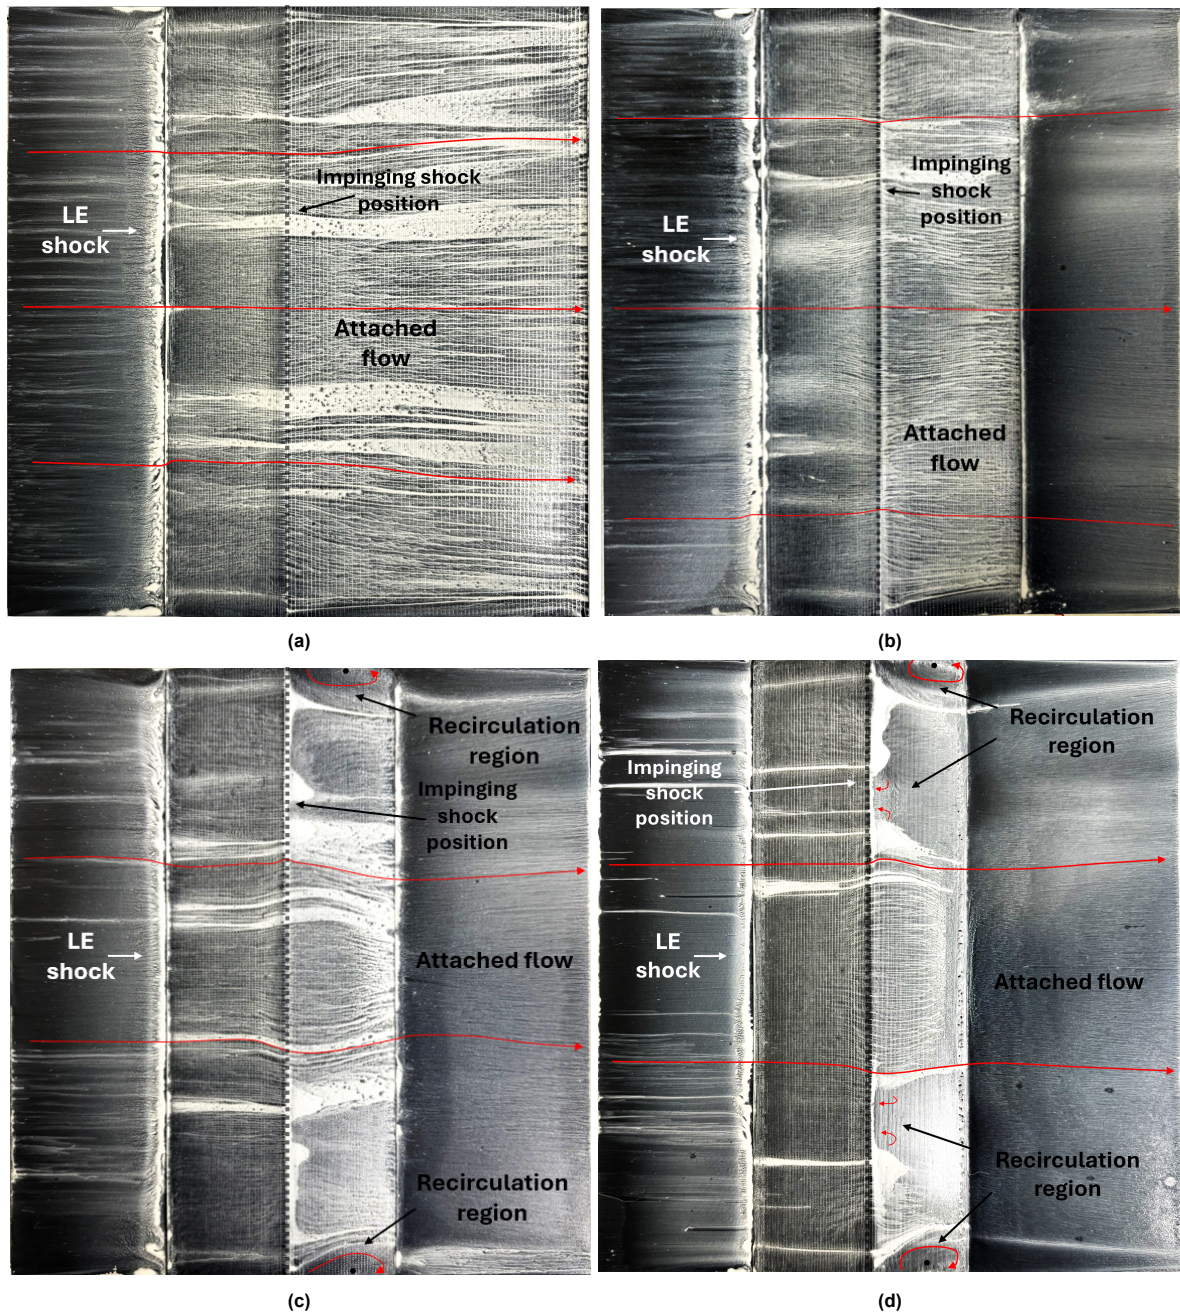 Impinging shock
position
LE
shock
Attached
flow
(a)
Impinging
shock
position
LE
shock
Attached
flow
(b)
Recirculation
region
Impinging
shock
position
LE
shock
Attached flow
Recirculation
region
(c)
Recirculation
region
Impinging
shock
position
LE
shock
Attached flow
Recirculation
region
(d)